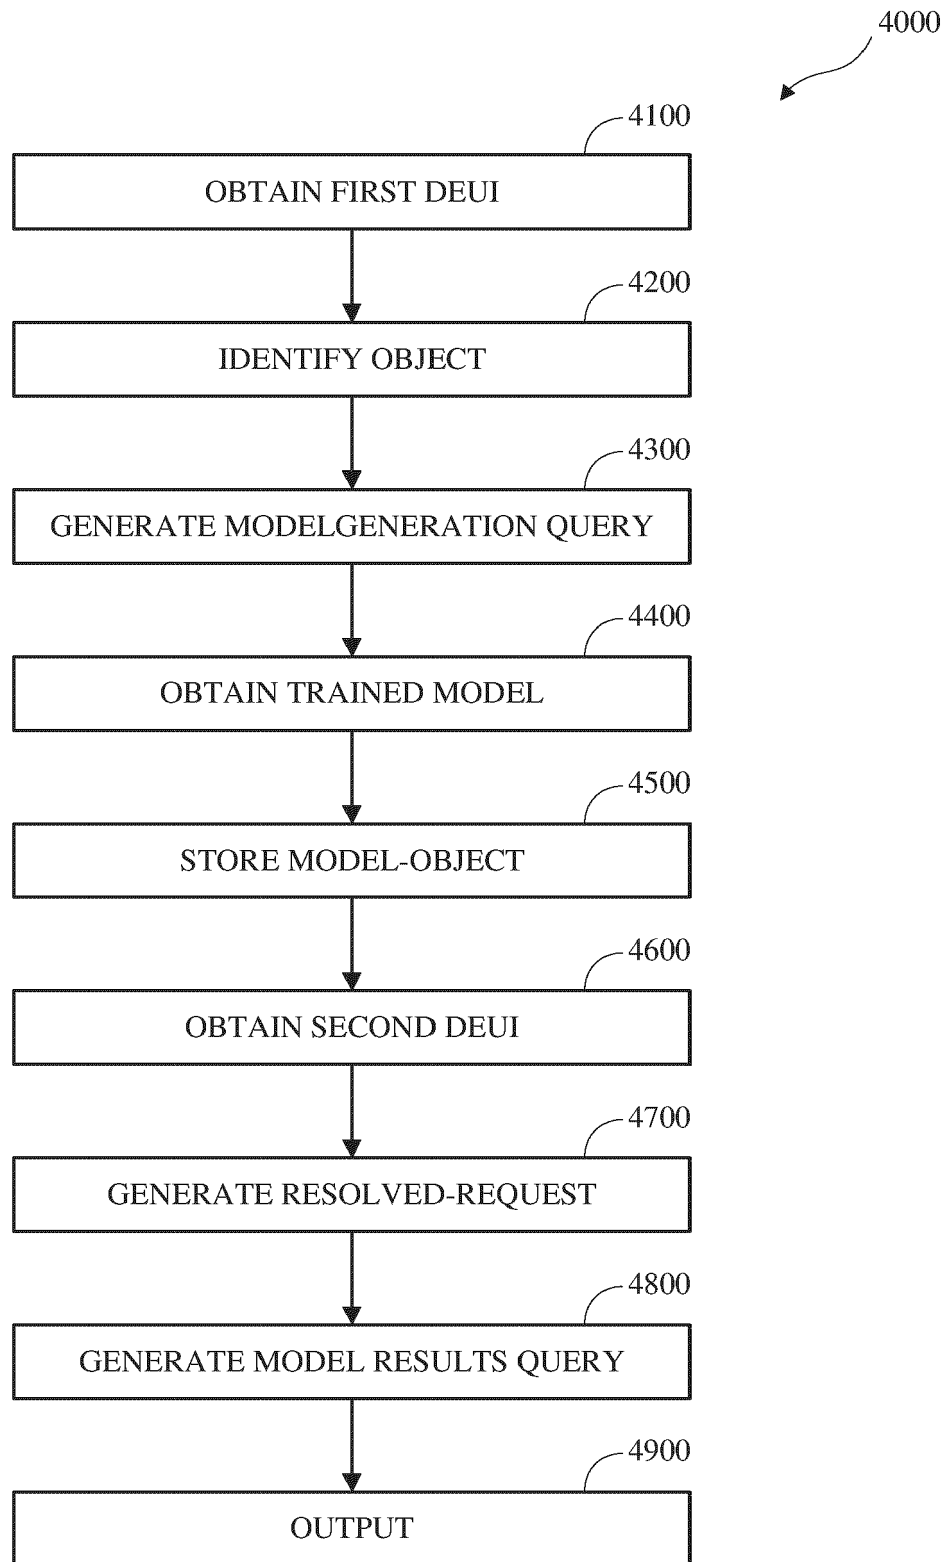 4000
4100
OBTAIN FIRST DEUI
4200
IDENTIFY OBJECT
4300
GENERATE MODELGENERATION QUERY
4400
OBTAIN TRAINED MODEL
4500
STORE MODEL-OBJECT
4600
OBTAIN SECOND DEUI
4700
GENERATE RESOLVED-REQUEST
4800
GENERATE MODEL RESULTS QUERY
4900
OUTPUT